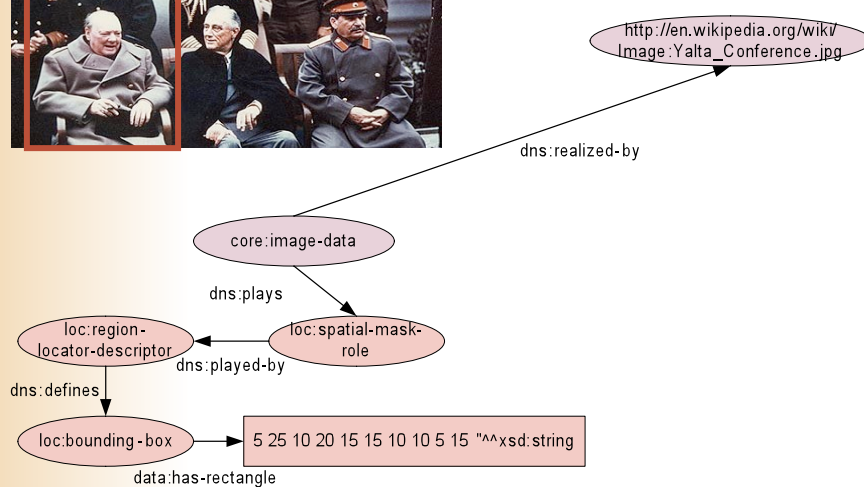 http://en.wikipedia.org/wiki/
Image:Yalta_Conference.jpg
dns:realized-by
core:image-data
dns:plays
loc:region-
locator-descriptor
loc:spatial-mask-
role
dns:played-by
dns:defines
loc:bounding-box
5 25 10 20 15 15 10 10 5 15 "^^xsd:string
data:has-rectangle